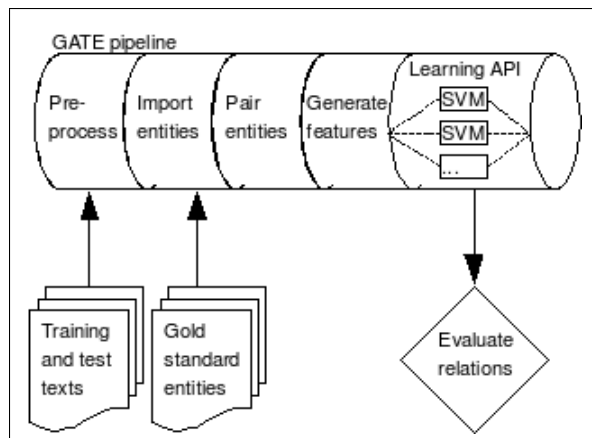 GATE pipeline
Pre-
process
Import
entities
Pair
entities
Generate
features
Learning API
SVM
SVM
...
Training
and test
texts
Gold
standard
entities
Evaluate
relations